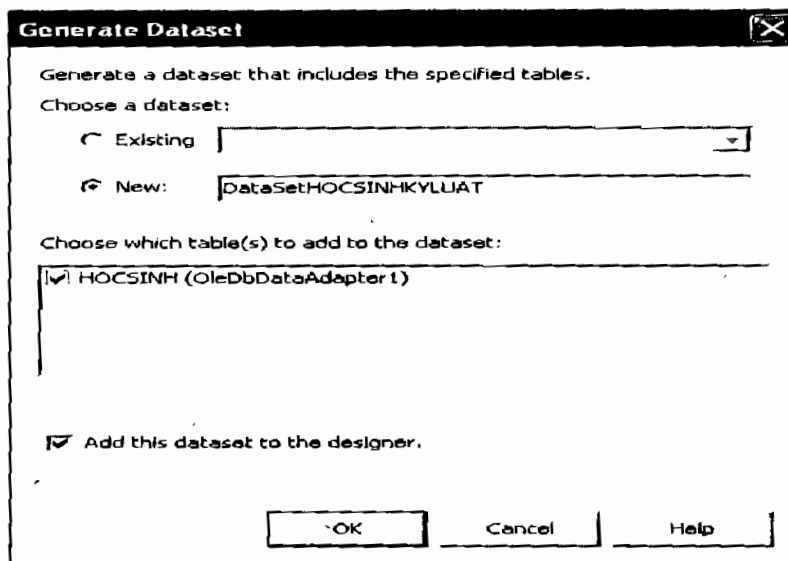 Generate Dataset
Generate a dataset that includes the specified tables.
Choose a dataset:
Existing
New: DataSetHOCSINHKYLUAT
Choose which table(s) to add to the dataset:
HOCSINH (OleDbDataAdapter1)
Add this dataset to the designer.
OK Cancel Help